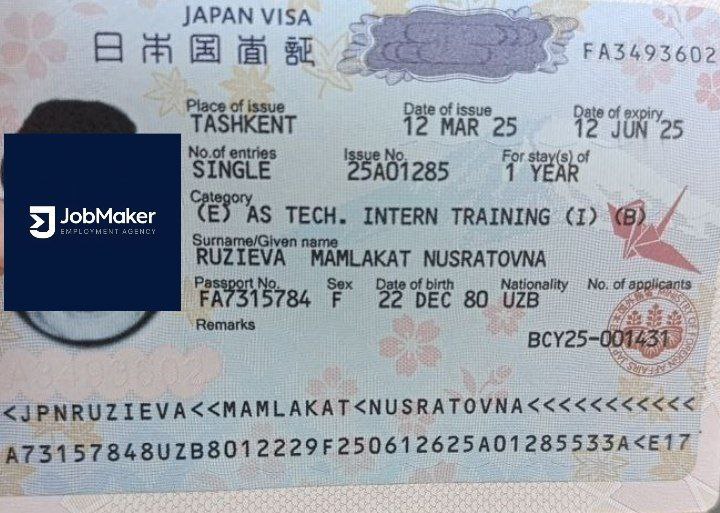 JAPAN VISA
日本国査証
FA3493602
Place of issue Date of issue Date of expiry
TASHKENT 12 MAR 25 12 JUN 25
No.of entries Issue No. For stay(s) of
SINGLE 25A01285 1 YEAR
Category
(E) AS TECH. INTERN TRAINING (I) (B)
Surname/Given name
RUZIEVA MAMLAKAT NUSRATOVNA
Passport No. Sex Date of birth Nationality No. of applicants
FA7315784 F 22 DEC 80 UZB
Remarks
BCY25-001431
JobMaker
EMPLOYMENT AGENCY
A3493602
<JPNRUZIEVA<<MAMLAKAT<NUSRATOVNA<<<<<<<<<<<
A73157848UZB8012229F250612625A01285533A<E17